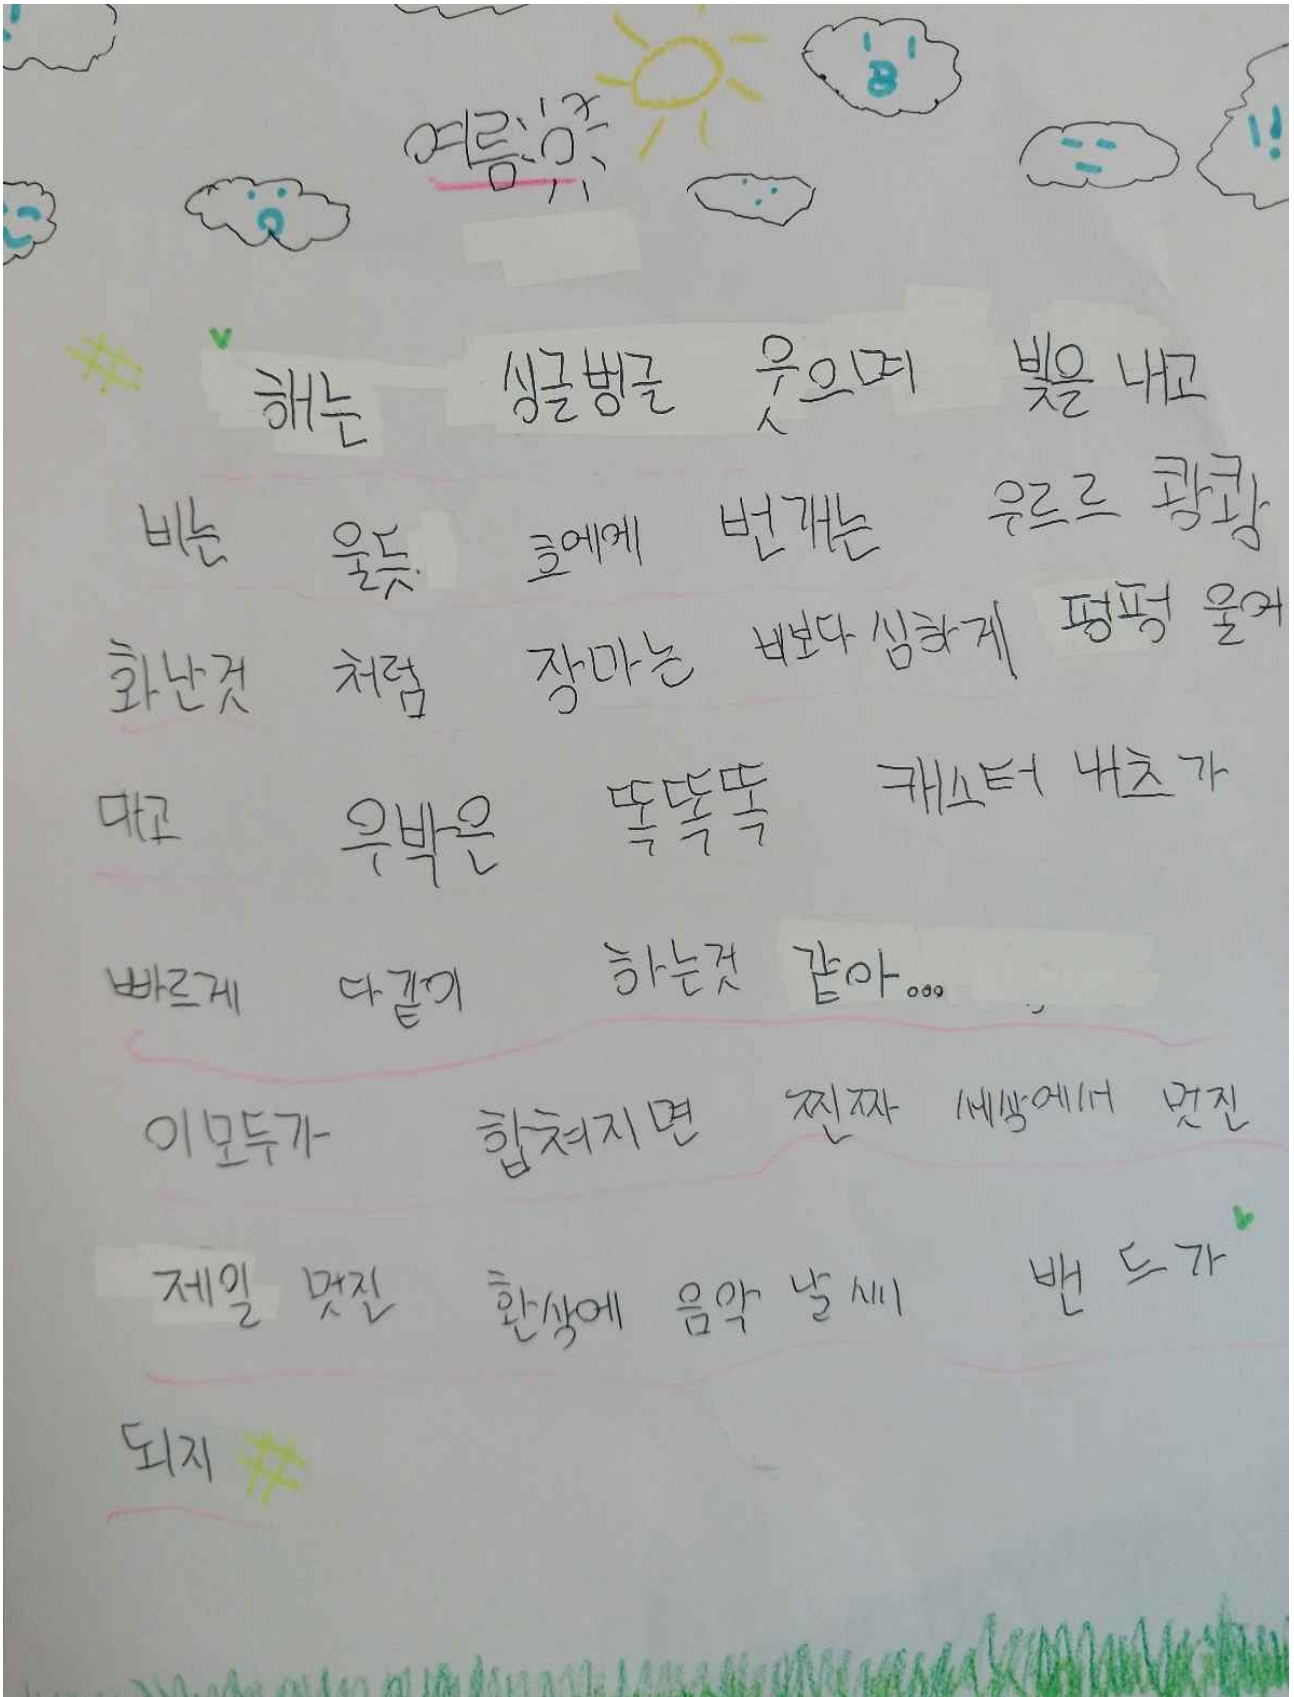 여름
해는 싱글벙글 웃으며 빛을 내고
비는 울듯 흐에에 번개는 우르르 쾅쾅
화난것 처럼 장마는 비보다 심하게 펑펑 울어
대고 우박은 똑똑똑 캐스터 내츠가
빠르게 다같이 하는것 같아...
이모두가 합쳐지면 찐짜 세상에서 멋진
제일 멋진 환상에 음악 날씨 밴드가
되지